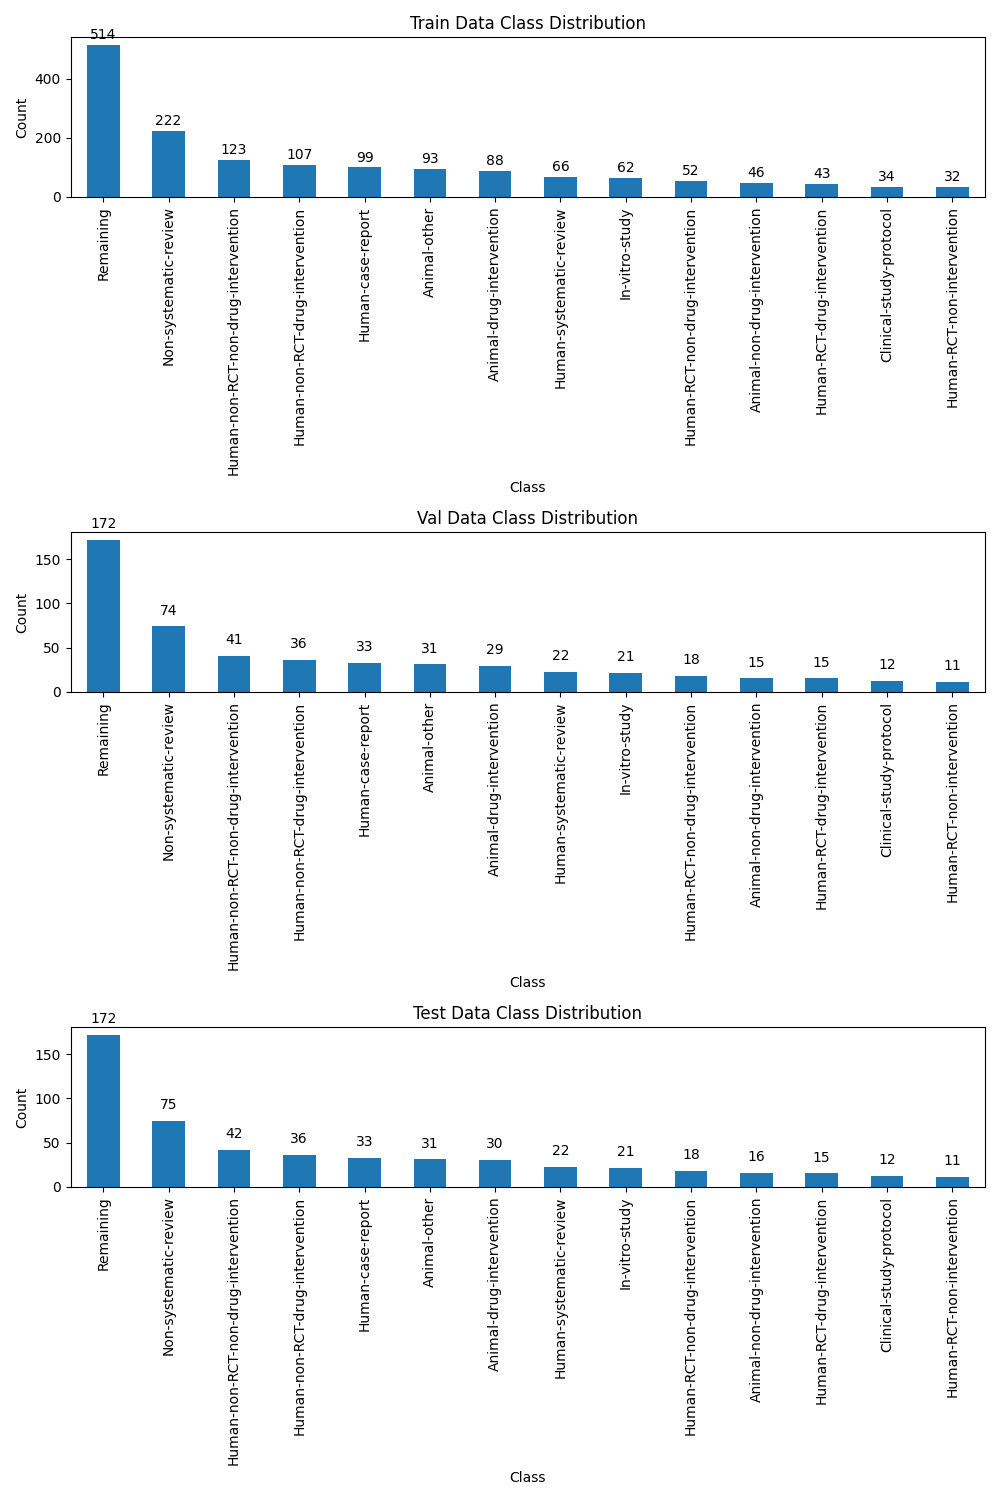 Train Data Class Distribution
514
222
123
107
99
93
88
66
62
52
46
43
34
32
400
200
0
Count
Remaining
Non-systematic-review
Human-non-RCT-non-drug-intervention
Human-non-RCT-drug-intervention
Human-case-report
Animal-other
Animal-drug-intervention
Human-systematic-review
In-vitro-study
Human-RCT-non-drug-intervention
Animal-non-drug-intervention
Human-RCT-drug-intervention
Clinical-study-protocol
Human-RCT-non-intervention
Class
Val Data Class Distribution
172
74
41
36
33
31
29
22
21
18
15
15
12
11
150
100
50
0
Count
Remaining
Non-systematic-review
Human-non-RCT-non-drug-intervention
Human-non-RCT-drug-intervention
Human-case-report
Animal-other
Animal-drug-intervention
Human-systematic-review
In-vitro-study
Human-RCT-non-drug-intervention
Animal-non-drug-intervention
Human-RCT-drug-intervention
Clinical-study-protocol
Human-RCT-non-intervention
Class
Test Data Class Distribution
172
75
42
36
33
31
30
22
21
18
16
15
12
11
150
100
50
0
Count
Remaining
Non-systematic-review
Human-non-RCT-non-drug-intervention
Human-non-RCT-drug-intervention
Human-case-report
Animal-other
Animal-drug-intervention
Human-systematic-review
In-vitro-study
Human-RCT-non-drug-intervention
Animal-non-drug-intervention
Human-RCT-drug-intervention
Clinical-study-protocol
Human-RCT-non-intervention
Class